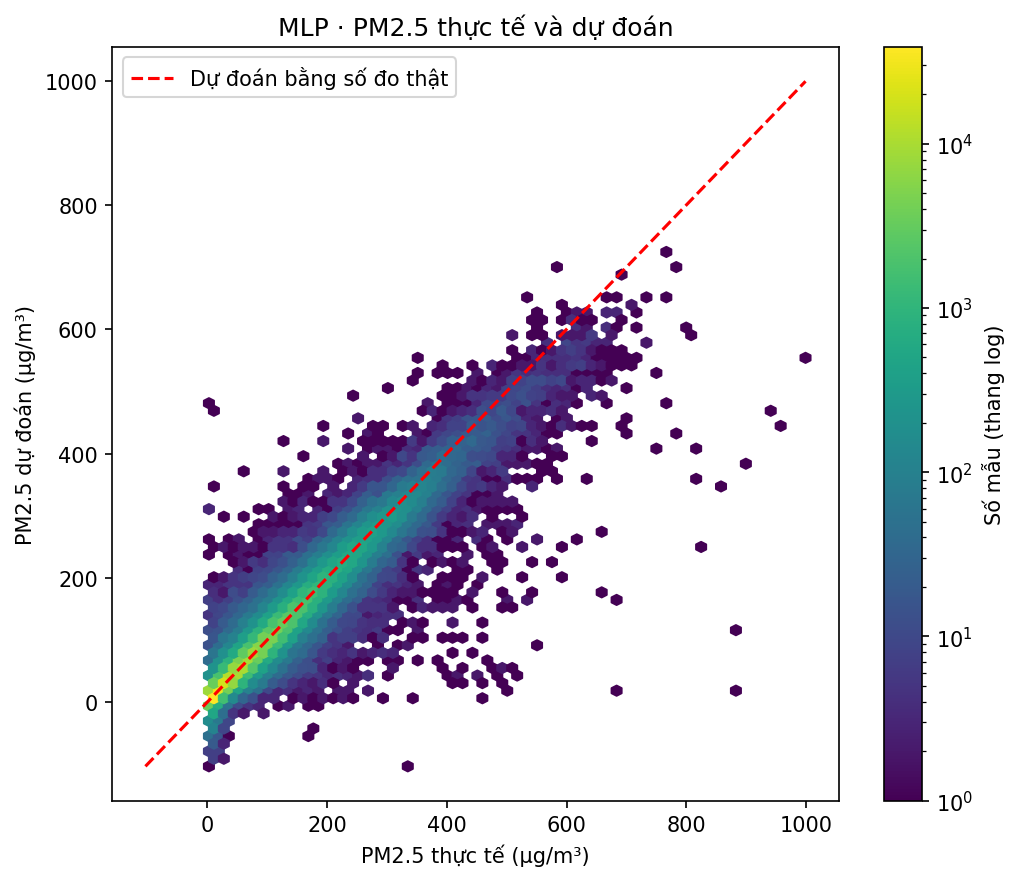 MLP · PM2.5 thực tế và dự đoán
Dự đoán bằng số đo thật
PM2.5 dự đoán (µg/m³)
1000
800
600
400
200
0
0 200 400 600 800 1000
PM2.5 thực tế (µg/m³)
10⁴
10³
10²
10¹
10⁰
Số mẫu (thang log)